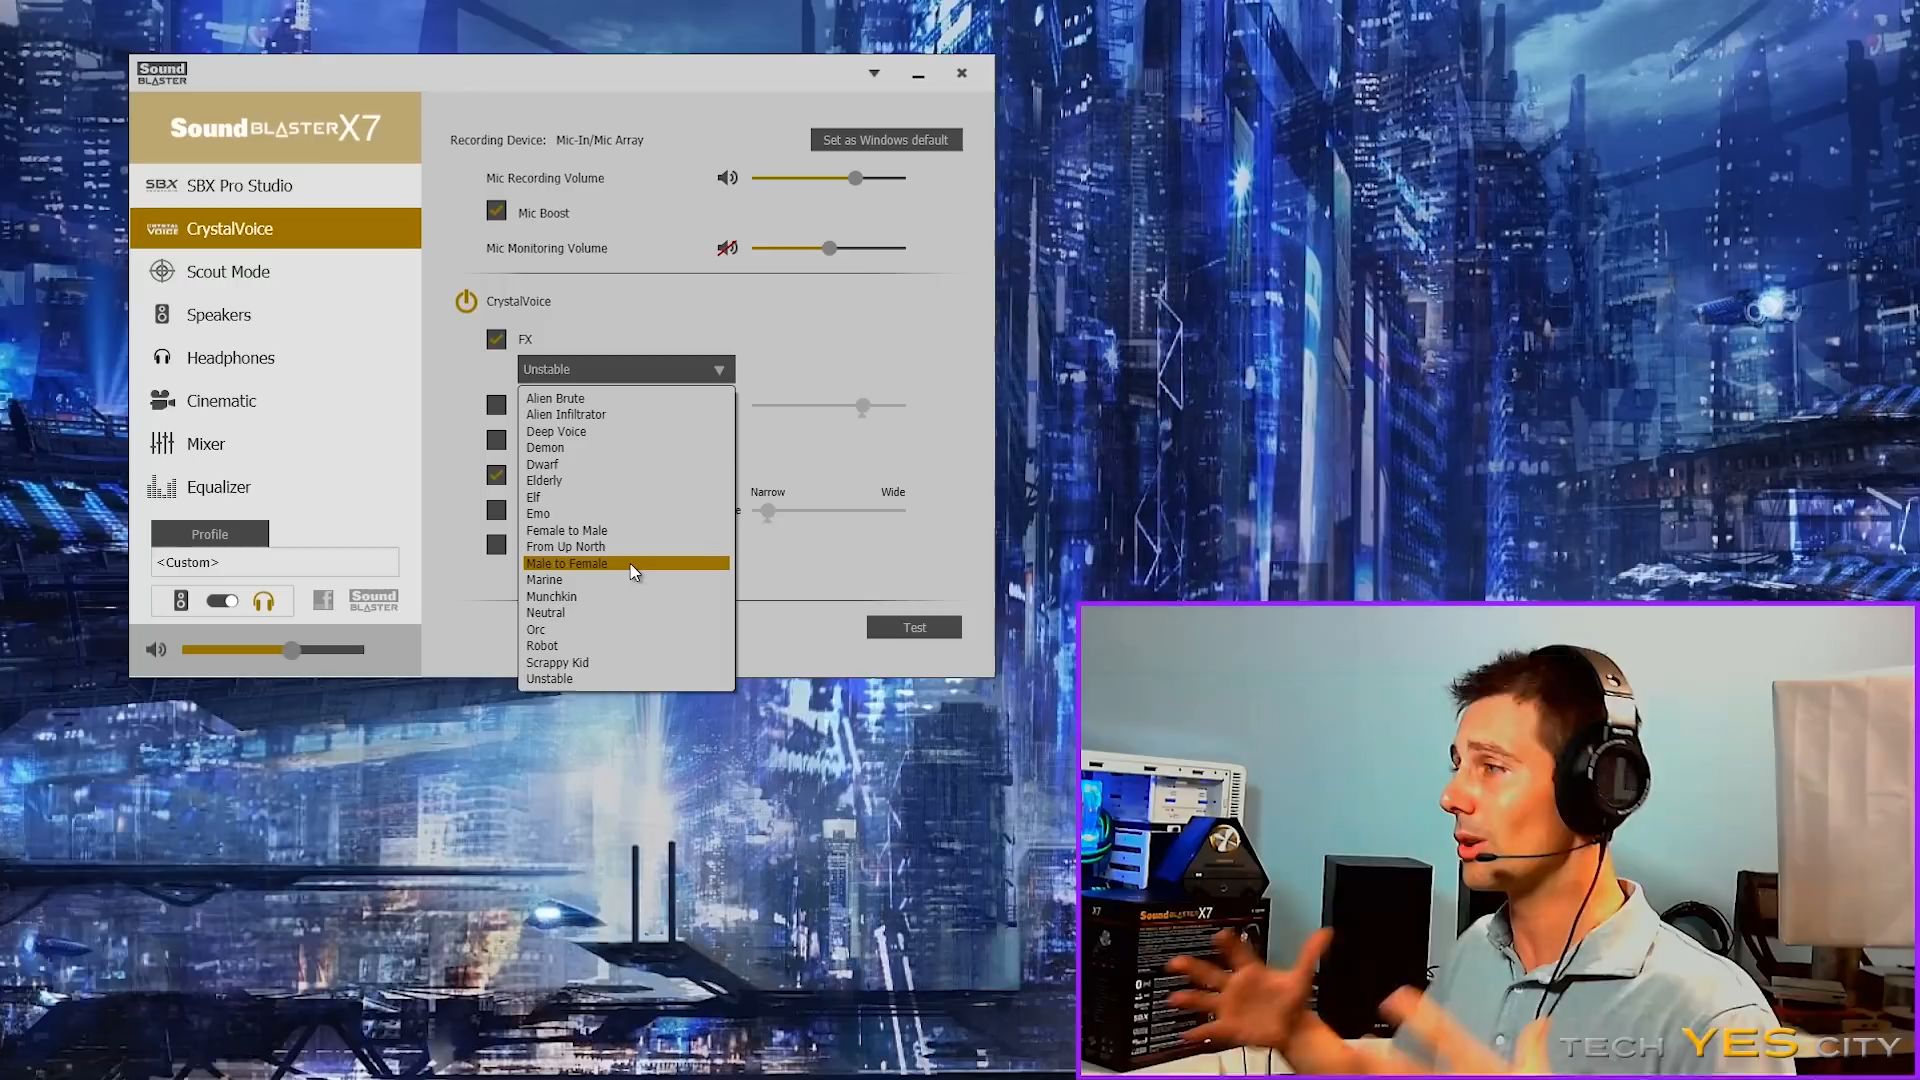 Sound BLASTER
Sound BLASTER X7
SBX SBX Pro Studio
CRYSTAL VOICE CrystalVoice
Scout Mode
Speakers
Headphones
Cinematic
Mixer
Equalizer
Profile
<Custom>
Sound BLASTER
Recording Device: Mic-In/Mic Array
Set as Windows default
Mic Recording Volume
Mic Boost
Mic Monitoring Volume
CrystalVoice
FX
Unstable
Alien Brute
Alien Infiltrator
Deep Voice
Demon
Dwarf
Elderly
Elf
Emo
Female to Male
From Up North
Male to Female
Marine
Munchkin
Neutral
Orc
Robot
Scrappy Kid
Unstable
Narrow Wide
e
Test
X7 Sound BLASTER X7
SBX
TECH YES CITY